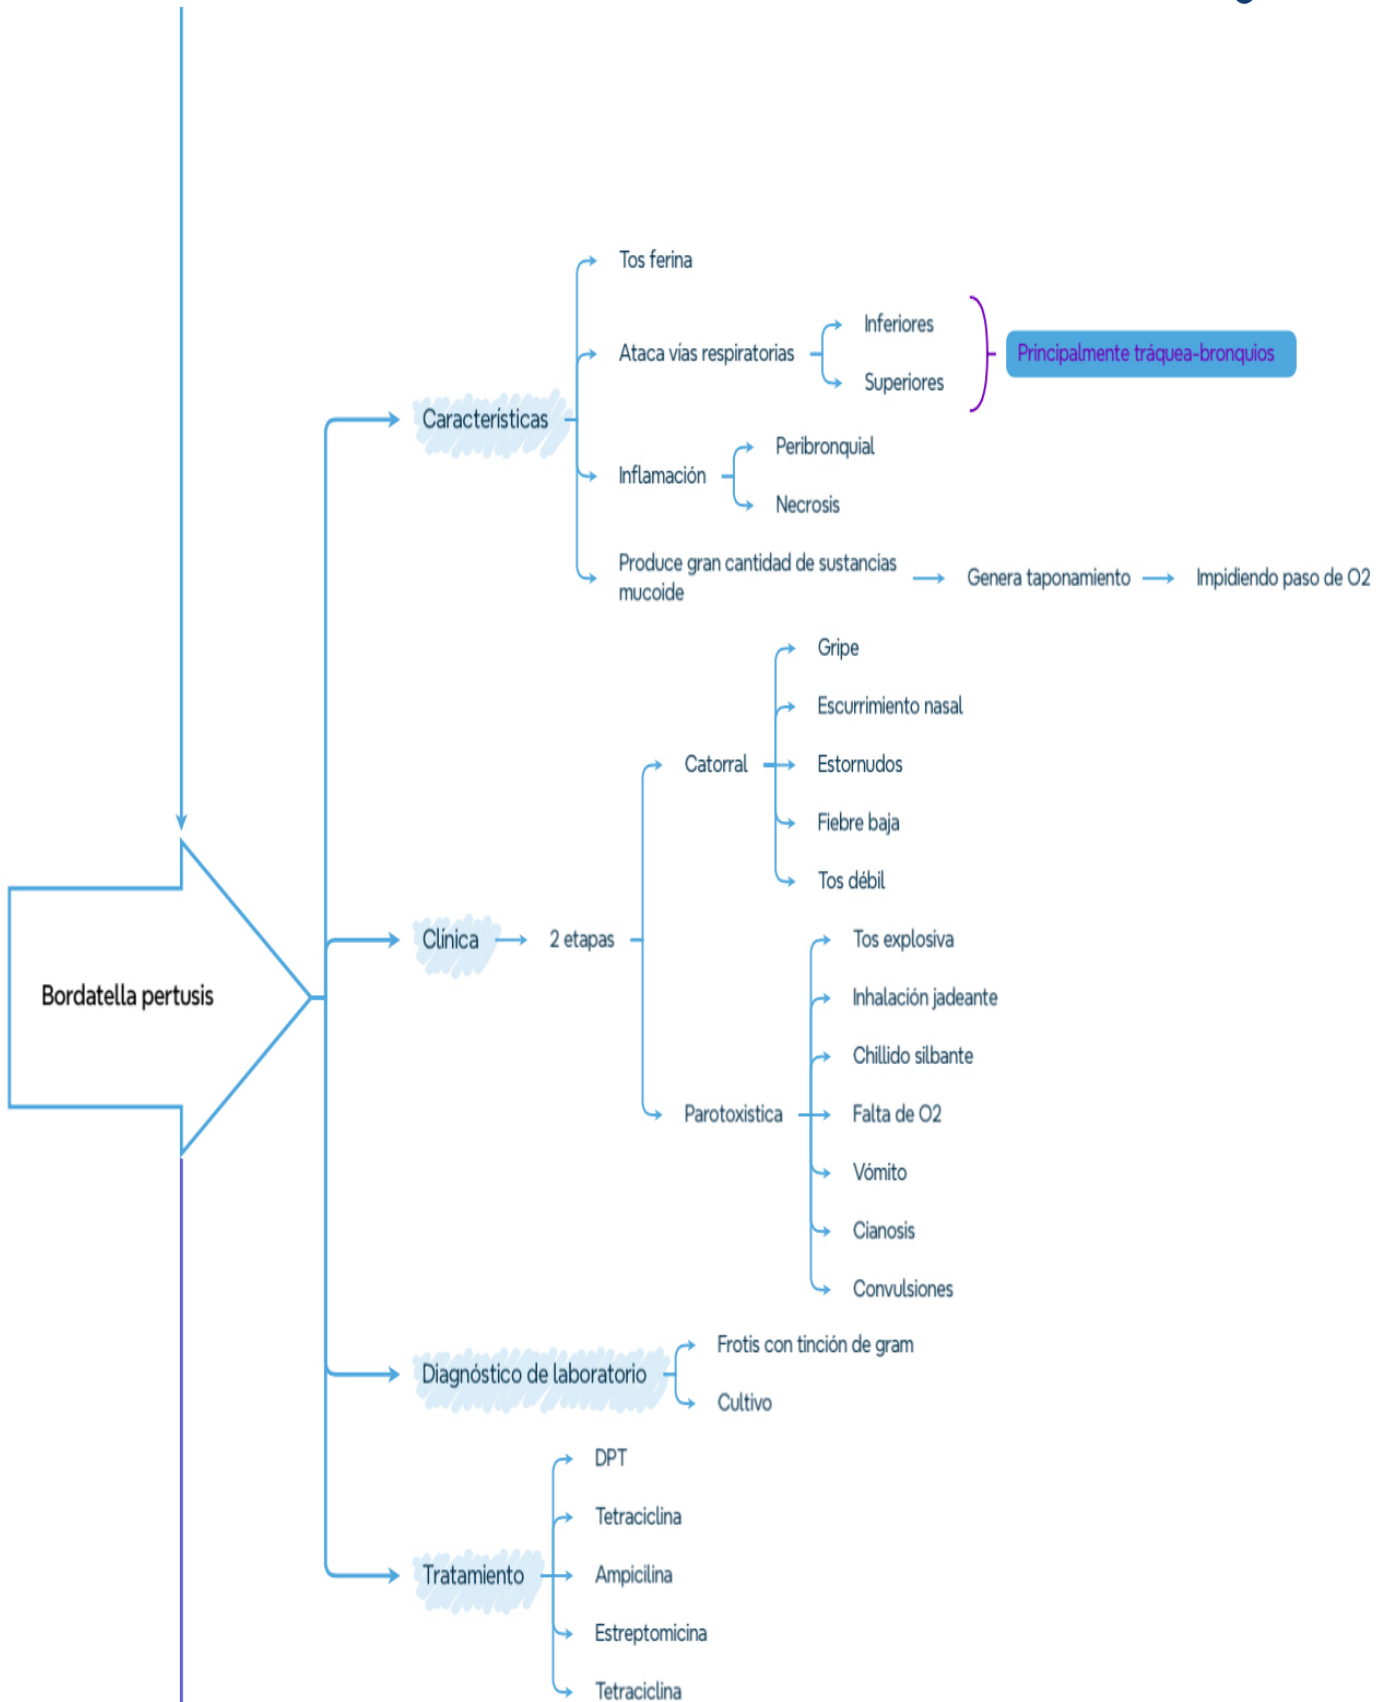 Bordatella pertusis
Características
Tos ferina
Ataca vías respiratorias
Inferiores
Superiores
Principalmente tráquea-bronquios
Inflamación
Peribronquial
Necrosis
Produce gran cantidad de sustancias
mucoide
Genera taponamiento
Impidiendo paso de O2
Clínica
2 etapas
Catorral
Gripe
Escurrimiento nasal
Estornudos
Fiebre baja
Tos débil
Parotoxistica
Tos explosiva
Inhalación jadeante
Chillido silbante
Falta de O2
Vómito
Cianosis
Convulsiones
Diagnóstico de laboratorio
Frotis con tinción de gram
Cultivo
Tratamiento
DPT
Tetraciclina
Ampicilina
Estreptomicina
Tetraciclina